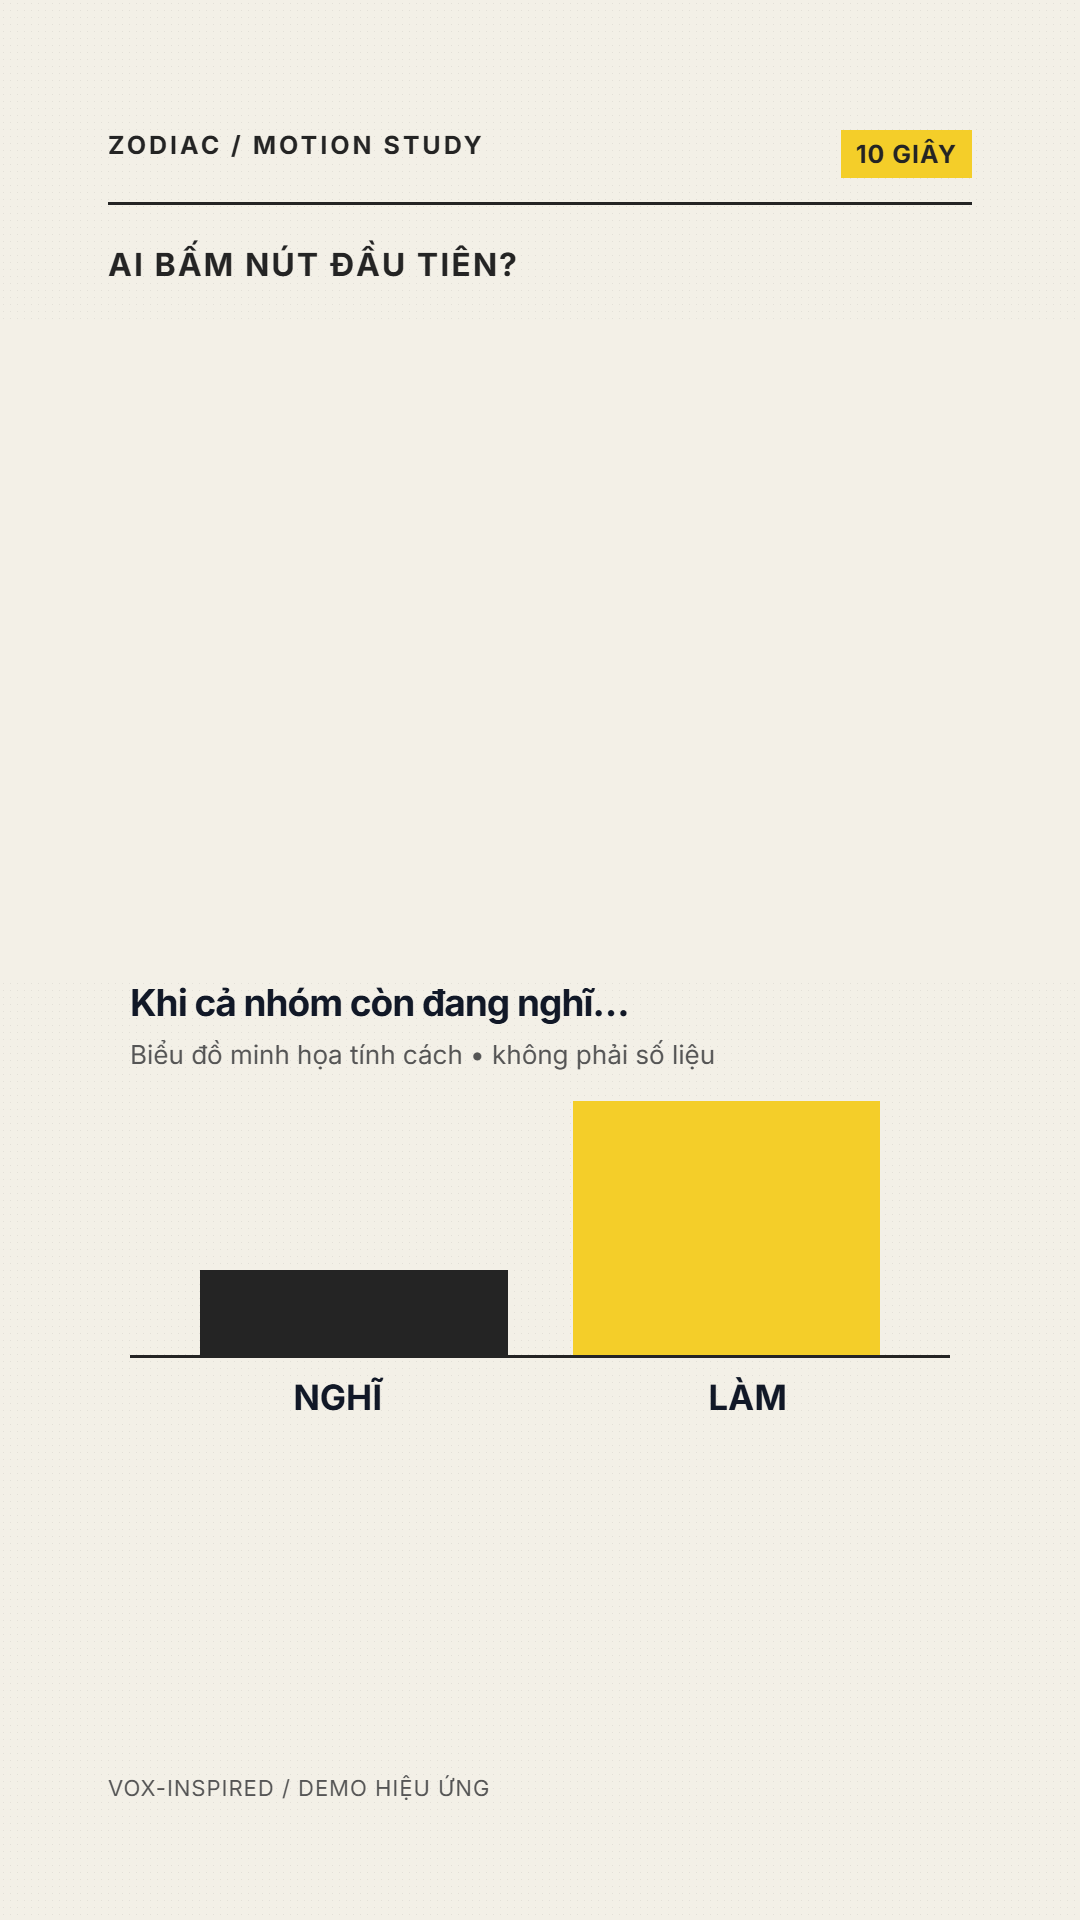 ZODIAC / MOTION STUDY
10 GIÂY
AI BẤM NÚT ĐẦU TIÊN?
Khi cả nhóm còn đang nghĩ...
Biểu đồ minh họa tính cách • không phải số liệu
NGHĨ
LÀM
VOX-INSPIRED / DEMO HIỆU ỨNG